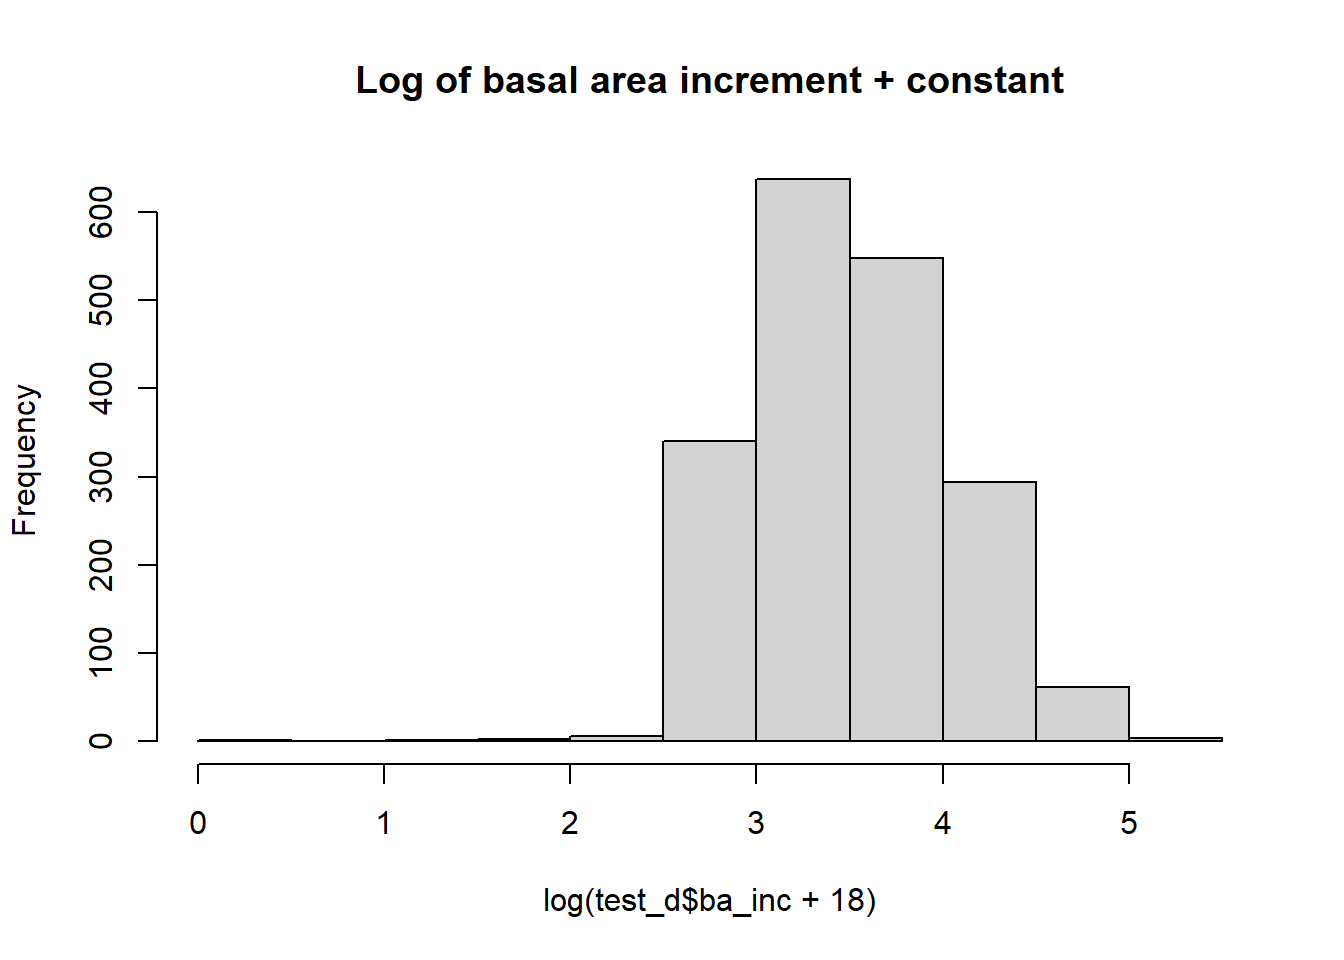 Log of basal area increment + constant
Frequency
600
500
400
300
200
100
0
0 1 2 3 4 5
log(test_d$ba_inc + 18)